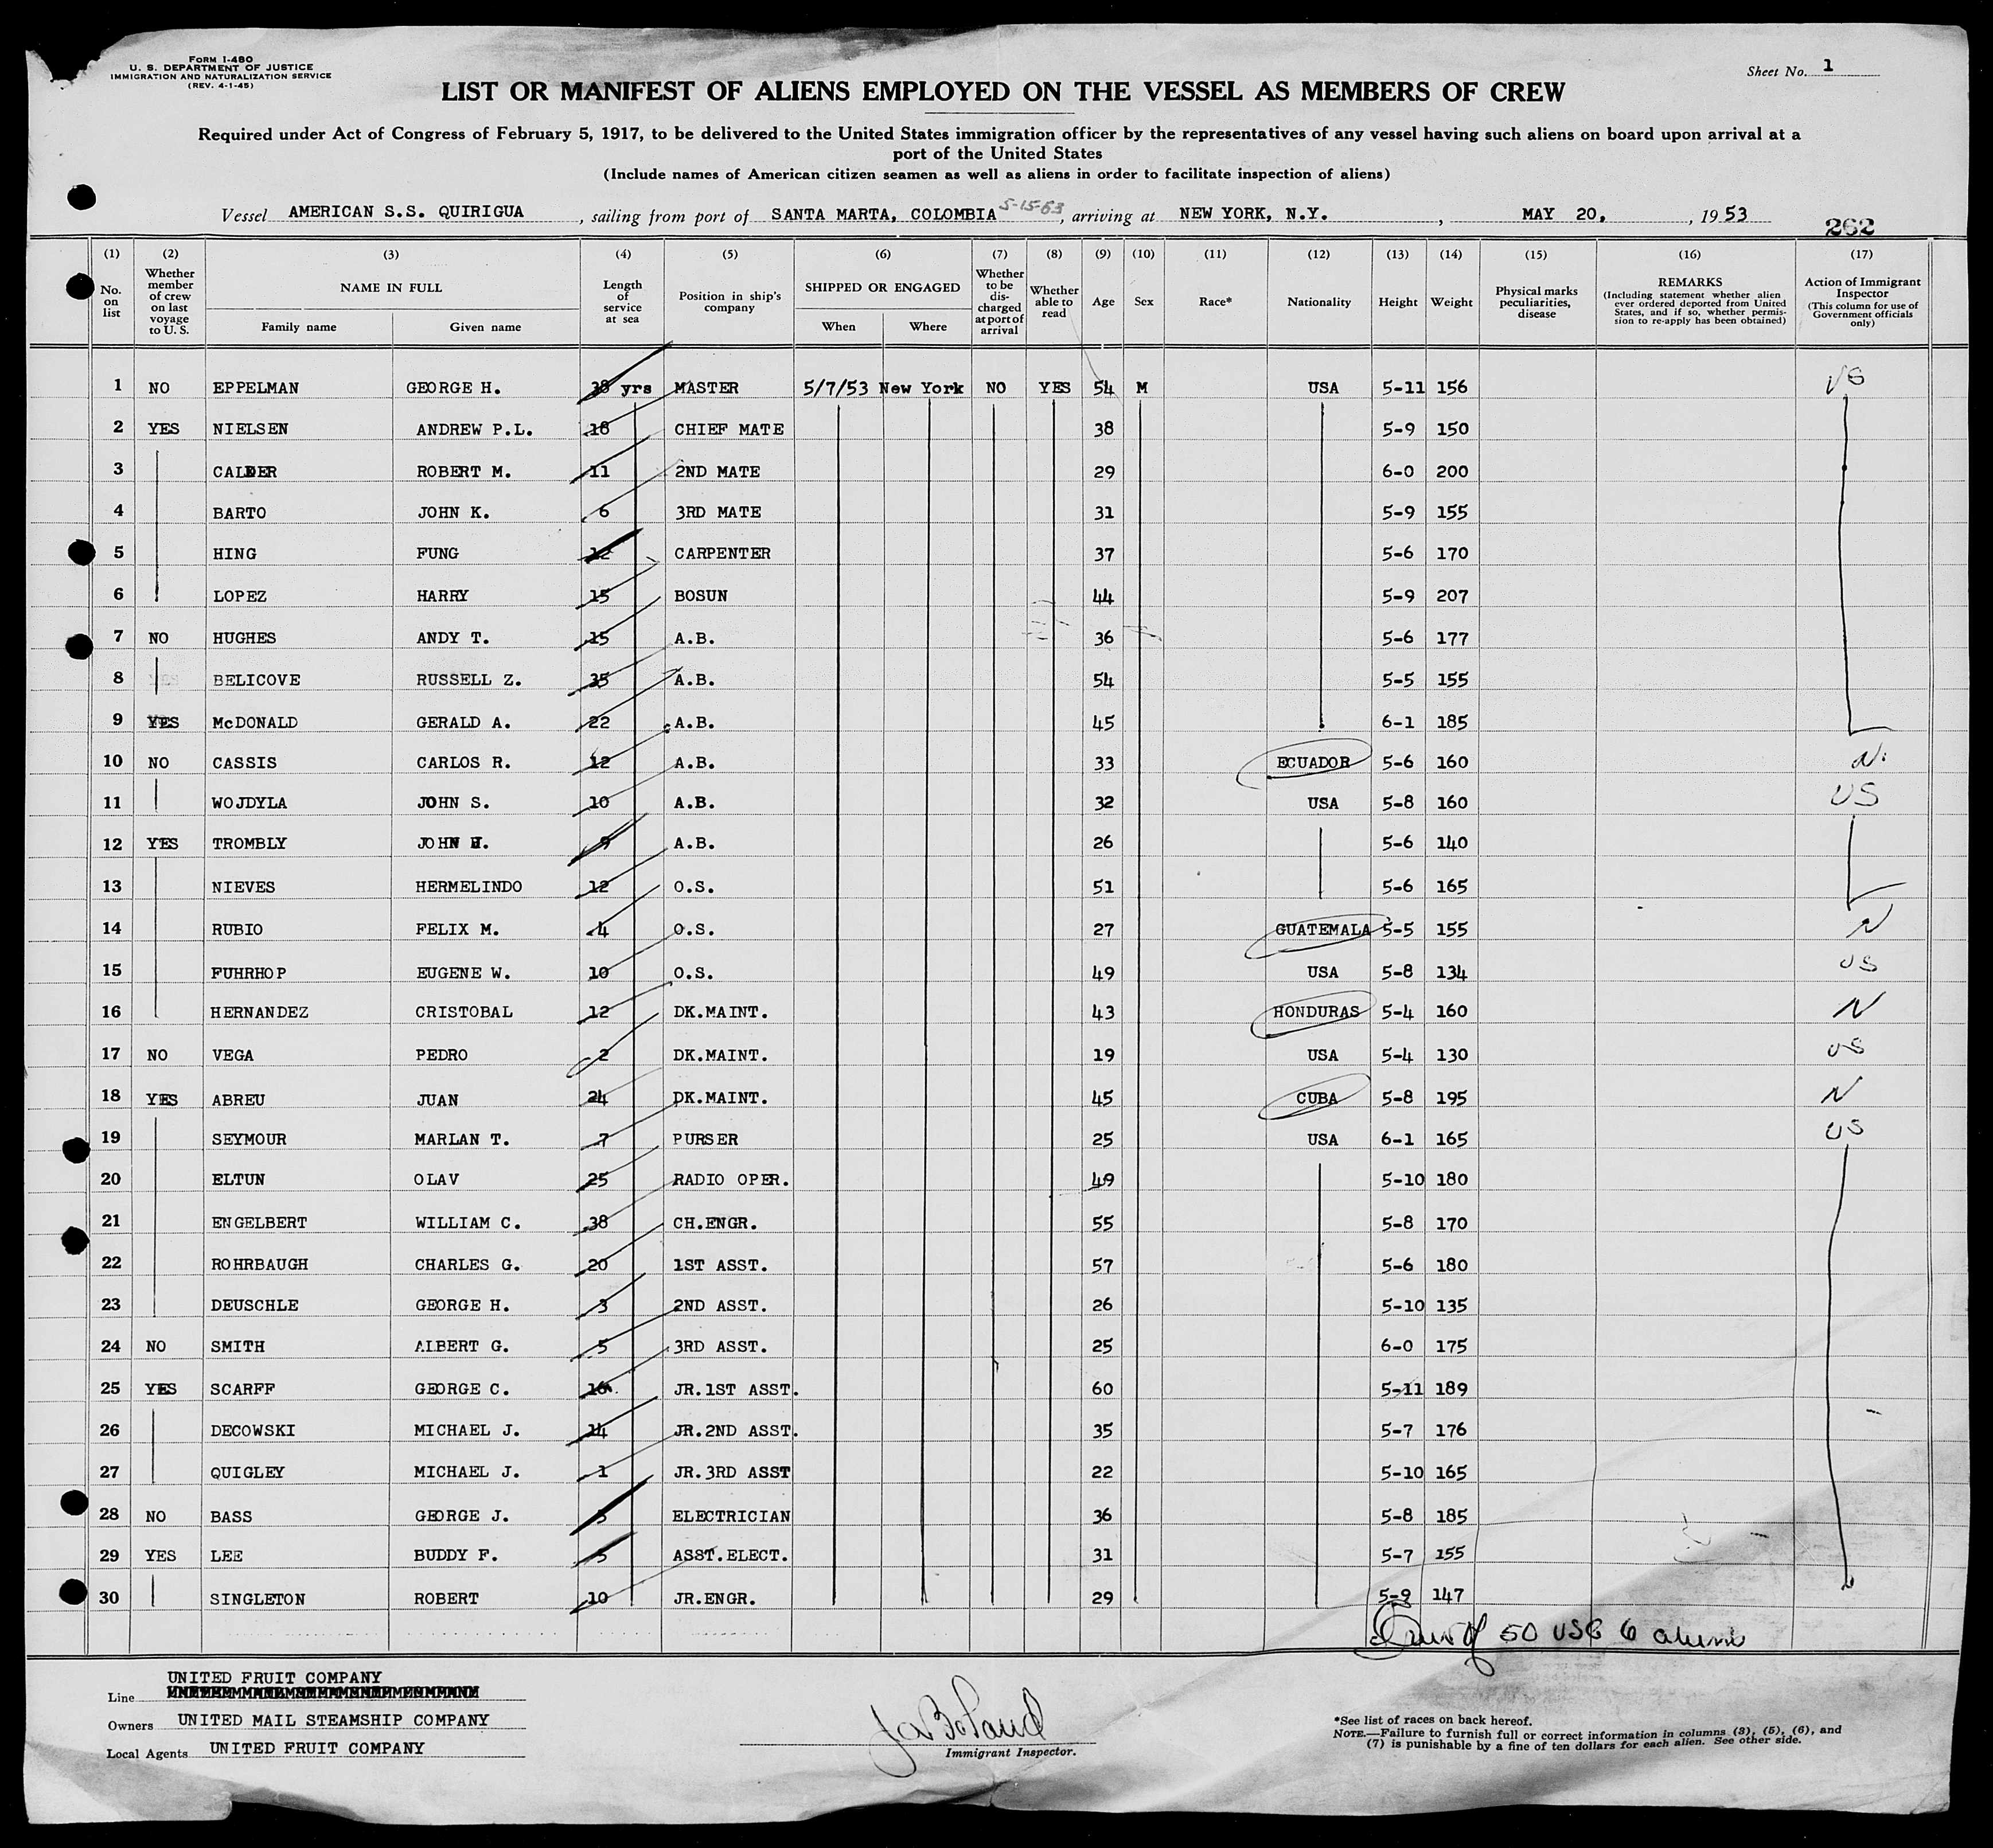 FORM I-480
U. S. DEPARTMENT OF JUSTICE
IMMIGRATION AND NATURALIZATION SERVICE
(REV. 4-1-45)
Sheet No. 1
LIST OR MANIFEST OF ALIENS EMPLOYED ON THE VESSEL AS MEMBERS OF CREW
Required under Act of Congress of February 5, 1917, to be delivered to the United States immigration officer by the representatives of any vessel having such aliens on board upon arrival at a
port of the United States
(Include names of American citizen seamen as well as aliens in order to facilitate inspection of aliens)
Vessel AMERICAN S.S. QUIRIGUA, sailing from port of SANTA MARTA, COLOMBIA 5-15-53, arriving at NEW YORK, N.Y., MAY 20, , 1953
262
(1) (2) (3) (4) (5) (6) (7) (8) (9) (10) (11) (12) (13) (14) (15) (16) (17)
No. on list
Whether member of crew on last voyage to U. S.
NAME IN FULL
Family name Given name
Length of service at sea
Position in ship's company
SHIPPED OR ENGAGED
When Where
Whether to be discharged at port of arrival
Whether able to read
Age
Sex
Race*
Nationality
Height
Weight
Physical marks peculiarities, disease
REMARKS
(Including statement whether alien ever ordered deported from United States, and if so, whether permission to re-apply has been obtained)
Action of Immigrant Inspector
(This column for use of Government officials only)
1 NO EPPELMAN GEORGE H. 38 yrs MASTER 5/7/53 New York NO YES 54 M USA 5-11 156 US
2 YES NIELSEN ANDREW P.L. 18 CHIEF MATE 38 5-9 150
3 CALDER ROBERT M. 11 2ND MATE 29 6-0 200
4 BARTO JOHN K. 6 3RD MATE 31 5-9 155
5 HING FUNG 12 CARPENTER 37 5-6 170
6 LOPEZ HARRY 15 BOSUN 44 5-9 207
7 NO HUGHES ANDY T. 15 A.B. 36 5-6 177
8 BELICOVE RUSSELL Z. 35 A.B. 54 5-5 155
9 YES McDONALD GERALD A. 22 A.B. 45 6-1 185
10 NO CASSIS CARLOS R. 12 A.B. 33 ECUADOR 5-6 160 N
11 WOJDYLA JOHN S. 10 A.B. 32 USA 5-8 160 US
12 YES TROMBLY JOHN H. 9 A.B. 26 5-6 140
13 NIEVES HERMELINDO 12 O.S. 51 5-6 165
14 RUBIO FELIX M. 4 O.S. 27 GUATEMALA 5-5 155 N
15 FUHRHOP EUGENE W. 10 O.S. 49 USA 5-8 134 US
16 HERNANDEZ CRISTOBAL 12 DK.MAINT. 43 HONDURAS 5-4 160 N
17 NO VEGA PEDRO 2 DK.MAINT. 19 USA 5-4 130 US
18 YES ABREU JUAN 24 DK.MAINT. 45 CUBA 5-8 195 N
19 SEYMOUR MARLAN T. 7 PURSER 25 USA 6-1 165 US
20 ELTUN OLAV 25 RADIO OPER. 49 5-10 180
21 ENGELBERT WILLIAM C. 38 CH.ENGR. 55 5-8 170
22 ROHRBAUGH CHARLES G. 20 1ST ASST. 57 5-6 180
23 DEUSCHLE GEORGE H. 3 2ND ASST. 26 5-10 135
24 NO SMITH ALBERT G. 5 3RD ASST. 25 6-0 175
25 YES SCARFF GEORGE C. 16 JR.1ST ASST. 60 5-11 189
26 DECOWSKI MICHAEL J. 14 JR.2ND ASST. 35 5-7 176
27 QUIGLEY MICHAEL J. 1 JR.3RD ASST 22 5-10 165
28 NO BASS GEORGE J. ELECTRICIAN 36 5-8 185
29 YES LEE BUDDY F. 5 ASST.ELECT. 31 5-7 155
30 SINGLETON ROBERT 10 JR.ENGR. 29 5-9 147
Crew of 50 USC 6 aliens
UNITED FRUIT COMPANY
Line
Owners UNITED MAIL STEAMSHIP COMPANY
Local Agents UNITED FRUIT COMPANY
Immigrant Inspector.
*See list of races on back hereof.
NOTE.—Failure to furnish full or correct information in columns (3), (5), (6), and
(7) is punishable by a fine of ten dollars for each alien. See other side.